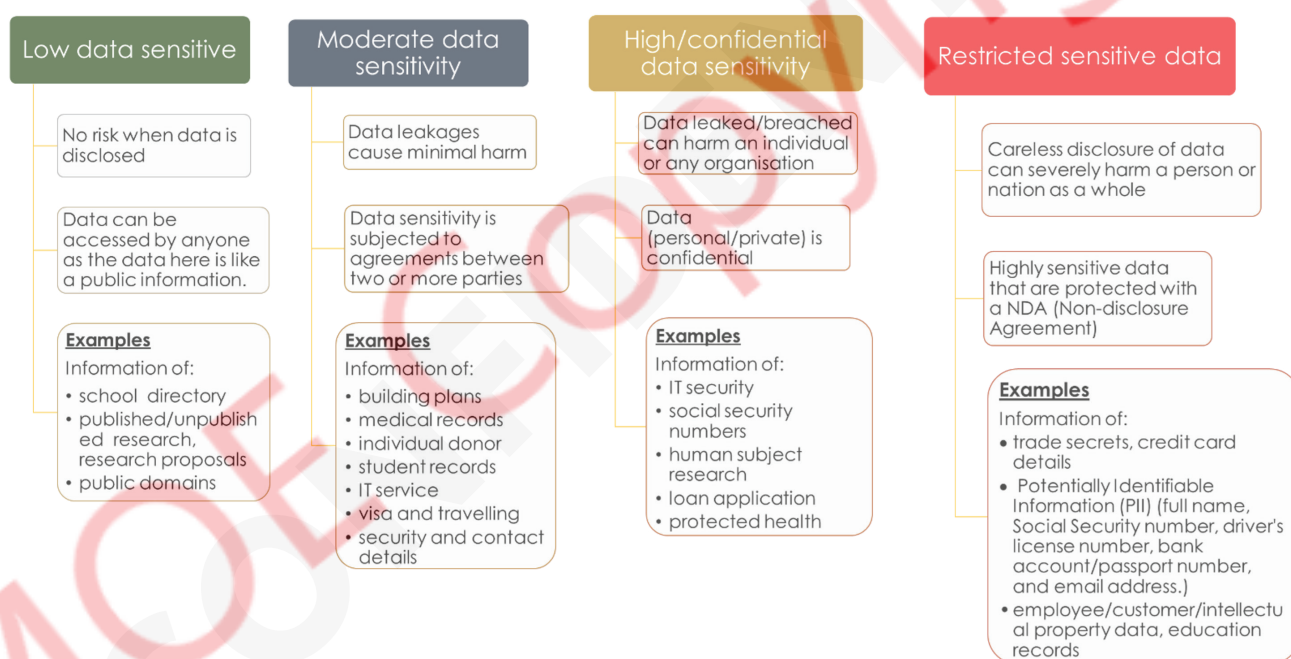 Low data sensitive
No risk when data is
disclosed
Data can be
accessed by anyone
as the data here is like
a public information.
Examples
Information of:
• school directory
• published/unpublish
ed research,
research proposals
• public domains
Moderate data
sensitivity
Data leakages
cause minimal harm
Data sensitivity is
subjected to
agreements between
two or more parties
Examples
Information of:
• building plans
• medical records
• individual donor
• student records
• IT service
• visa and travelling
• security and contact
details
High/confidential
data sensitivity
Data leaked/breached
can harm an individual
or any organisation
Data
(personal/private) is
confidential
Examples
Information of:
• IT security
• social security
numbers
• human subject
research
• loan application
• protected health
Restricted sensitive data
Careless disclosure of data
can severely harm a person or
nation as a whole
Highly sensitive data
that are protected with
a NDA (Non-disclosure
Agreement)
Examples
Information of:
• trade secrets, credit card
details
• Potentially Identifiable
Information (PII) (full name,
Social Security number, driver's
license number, bank
account/passport number,
and email address.)
• employee/customer/intellectu
al property data, education
records